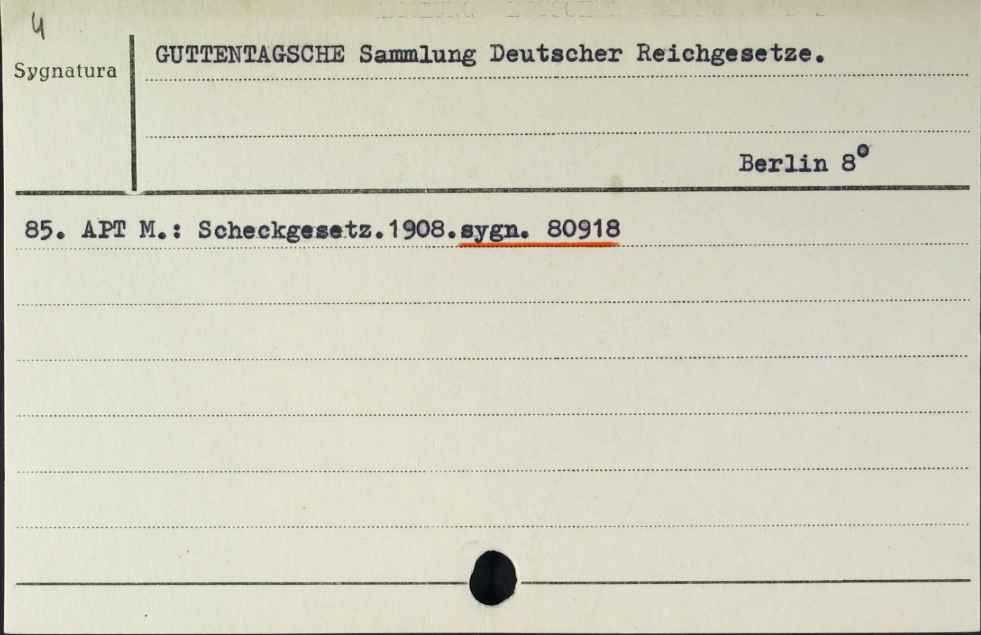 4
Sygnatura
GUTTENTAGSCHE Sammlung Deutscher Reichgesetze.
Berlin 8°
85. APT M.: Scheckgesetz.1908.sygn. 80918